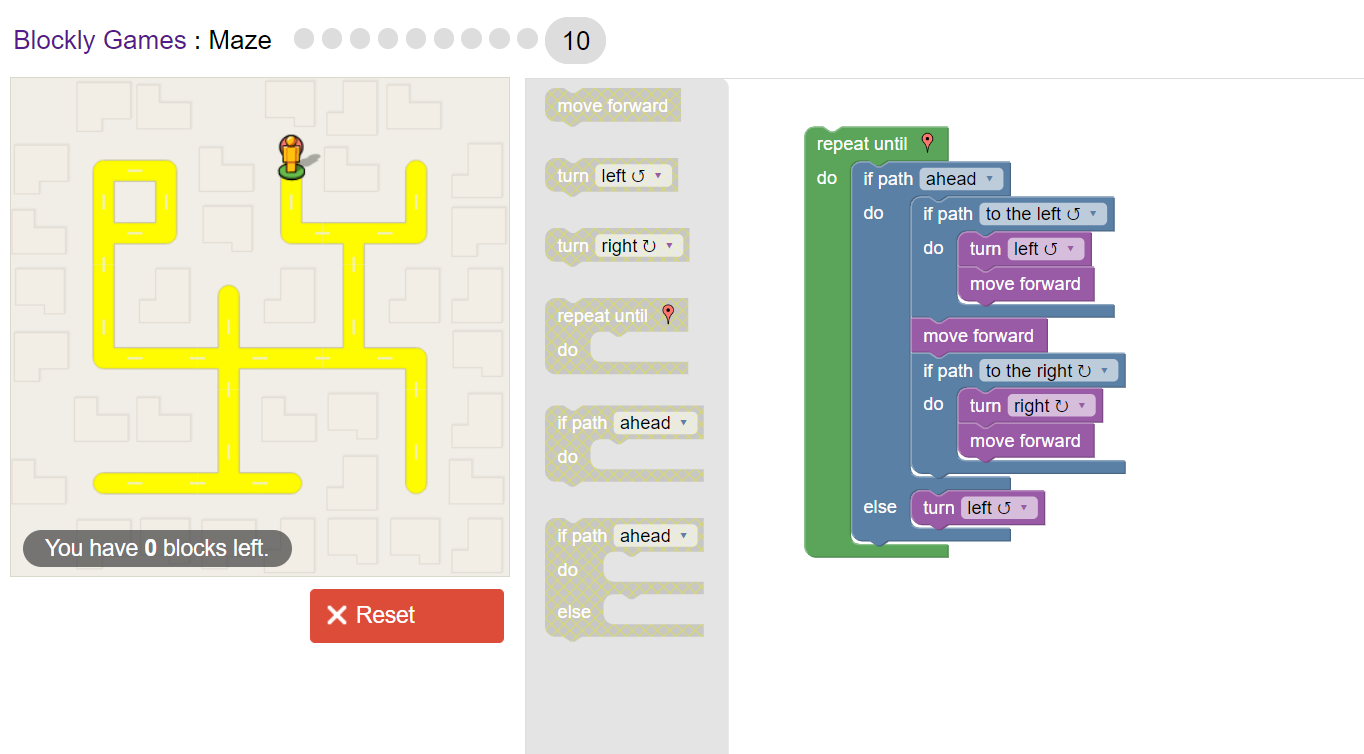 Blockly Games : Maze 10
You have 0 blocks left.
Reset
move forward
turn left ↺ ▾
turn right ↻ ▾
repeat until
do
if path ahead ▾
do
if path ahead ▾
do
else
repeat until
do if path ahead ▾
do if path to the left ↺ ▾
do turn left ↺ ▾
move forward
move forward
if path to the right ↻ ▾
do turn right ↻ ▾
move forward
else turn left ↺ ▾